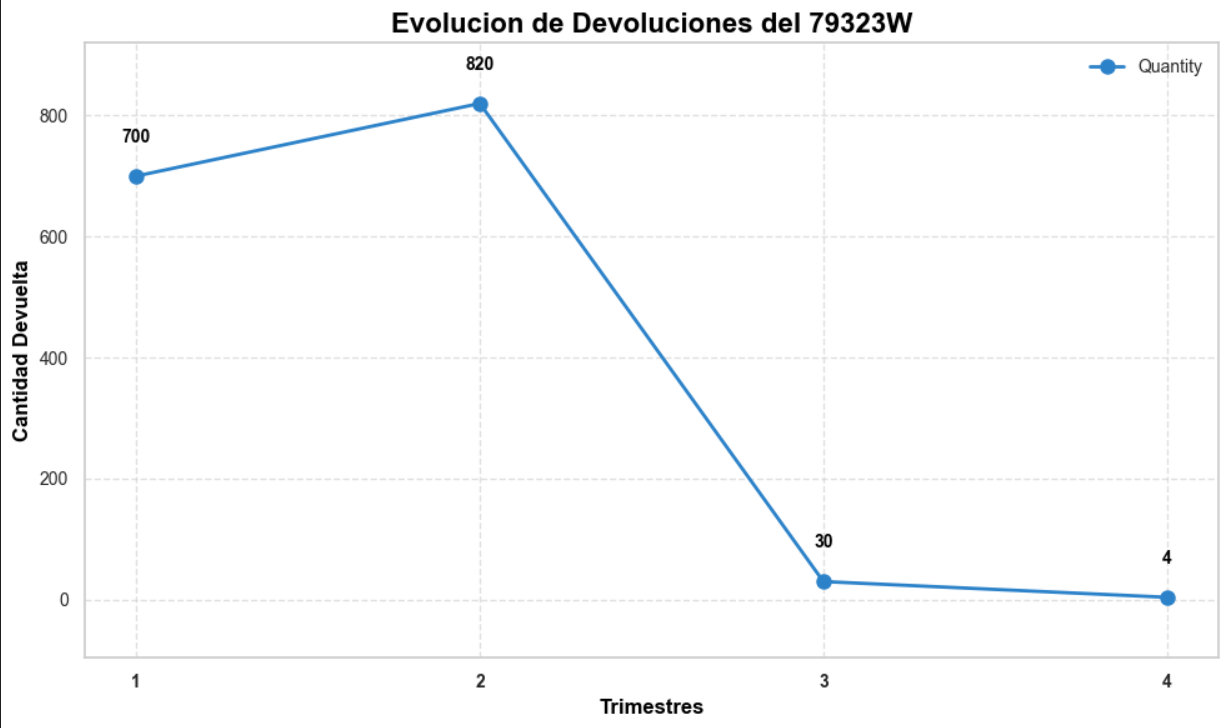 Evolucion de Devoluciones del 79323W
Quantity
Cantidad Devuelta
800
600
400
200
0
700
820
30
4
1 2 3 4
Trimestres